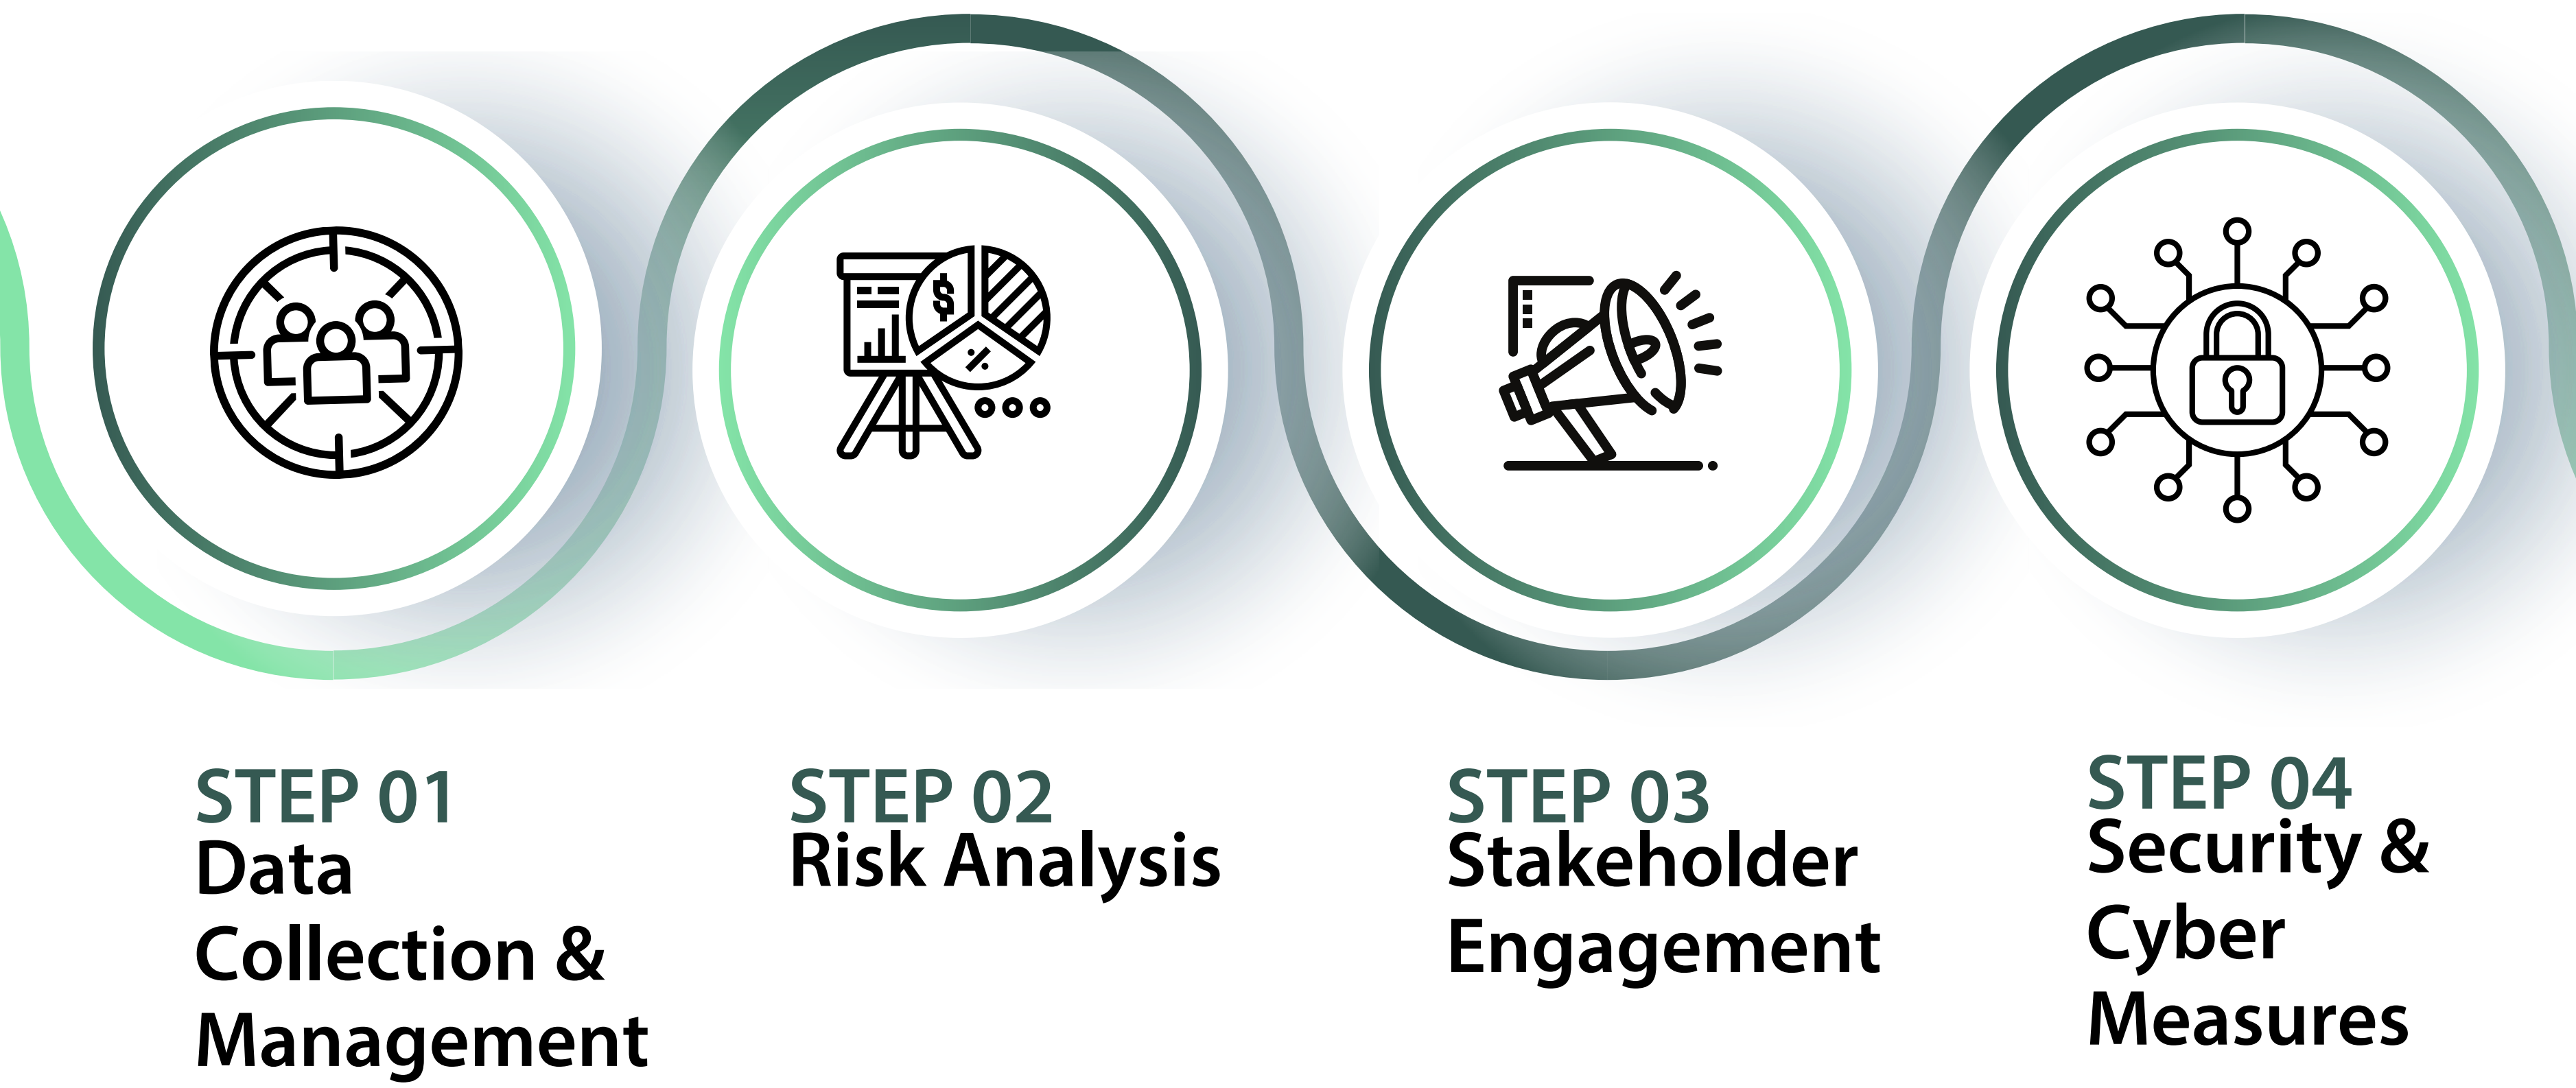 STEP 01
Data
Collection &
Management
STEP 02
Risk Analysis
STEP 03
Stakeholder
Engagement
STEP 04
Security &
Cyber
Measures
$
%